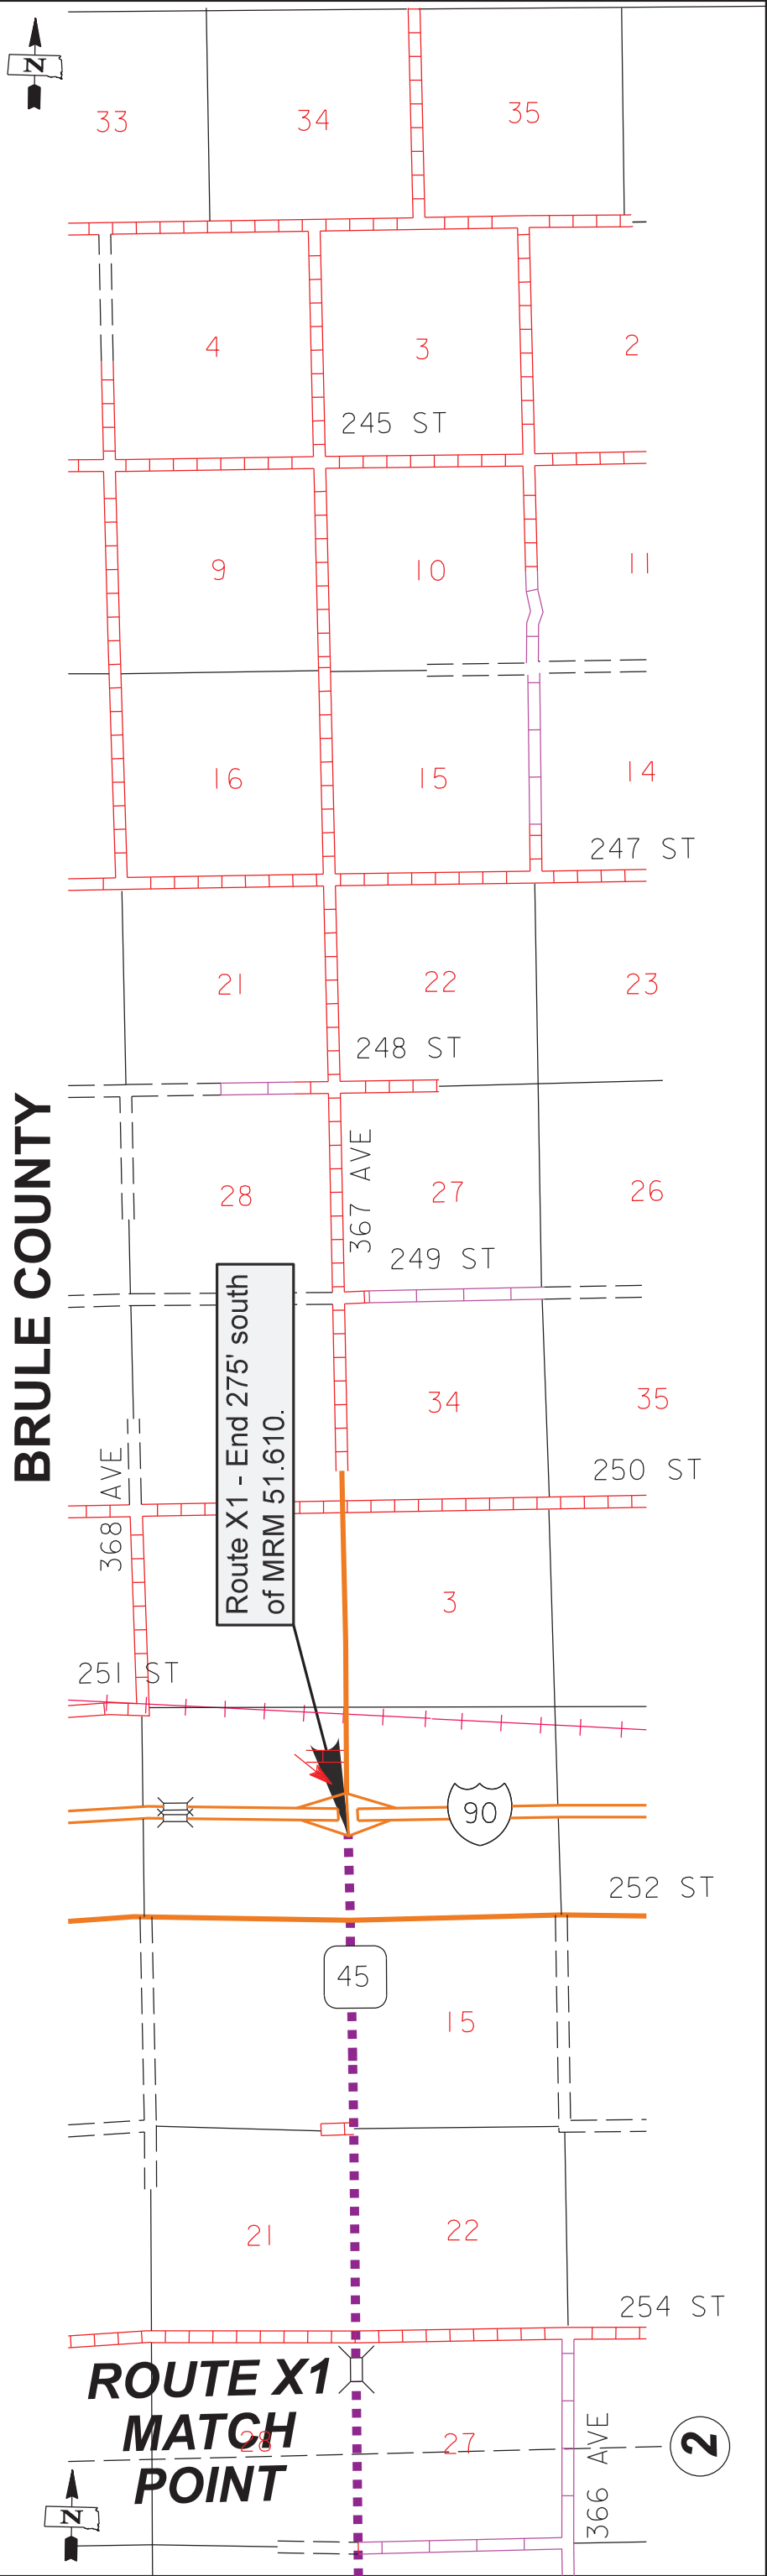 N
33
34
35
4
3
2
245 ST
9
10
11
16
15
14
247 ST
21
22
23
248 ST
BRULE COUNTY
367 AVE
28
27
26
249 ST
Route X1 - End 275' south
of MRM 51.610.
34
35
368 AVE
250 ST
3
251 ST
90
252 ST
45
15
21
22
254 ST
ROUTE X1
MATCH
POINT
28
27
366 AVE
2
N